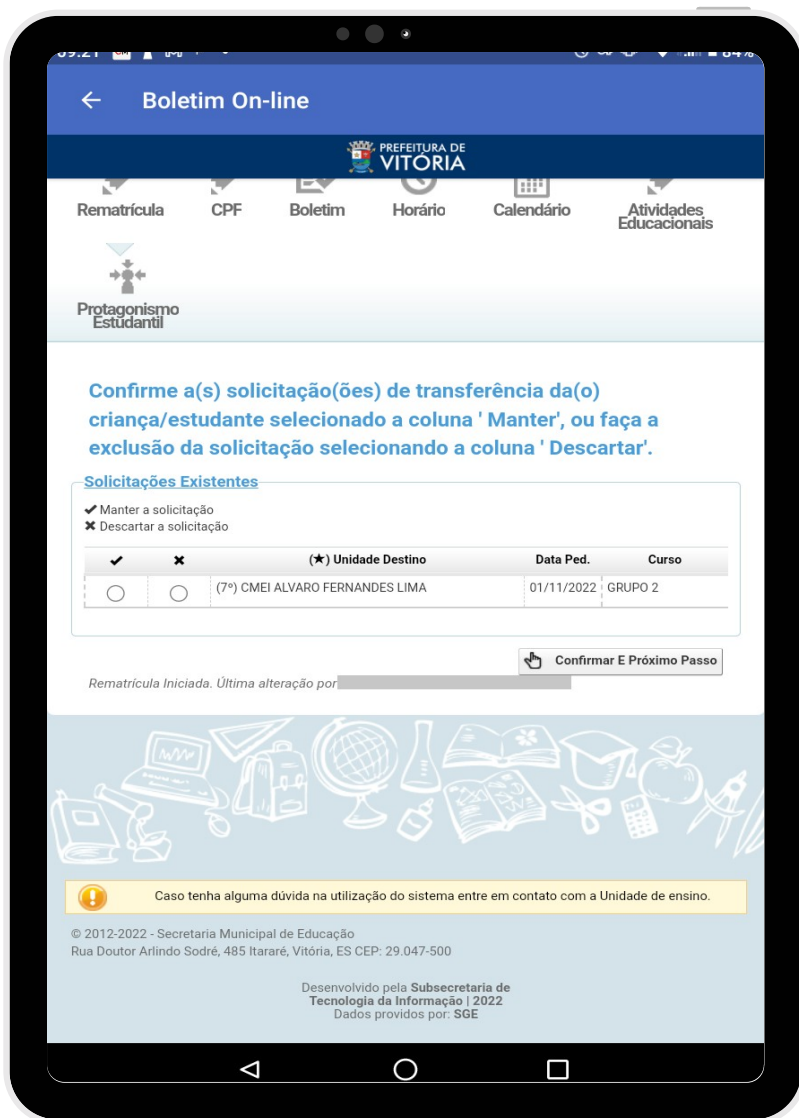 84%
Boletim On-line
PREFEITURA DE
VITÓRIA
Rematrícula CPF Boletim Horário Calendário Atividades
Educacionais
Protagonismo
Estudantil
Confirme a(s) solicitação(ões) de transferência da(o)
criança/estudante selecionado a coluna ' Manter', ou faça a
exclusão da solicitação selecionando a coluna ' Descartar'.
Solicitações Existentes
✔ Manter a solicitação
✖ Descartar a solicitação
✔ ✖ (★) Unidade Destino Data Ped. Curso
(7º) CMEI ALVARO FERNANDES LIMA 01/11/2022 GRUPO 2
Confirmar E Próximo Passo
Rematrícula Iniciada. Última alteração por
Caso tenha alguma dúvida na utilização do sistema entre em contato com a Unidade de ensino.
© 2012-2022 - Secretaria Municipal de Educação
Rua Doutor Arlindo Sodré, 485 Itararé, Vitória, ES CEP: 29.047-500
Desenvolvido pela Subsecretaria de
Tecnologia da Informação | 2022
Dados providos por: SGE